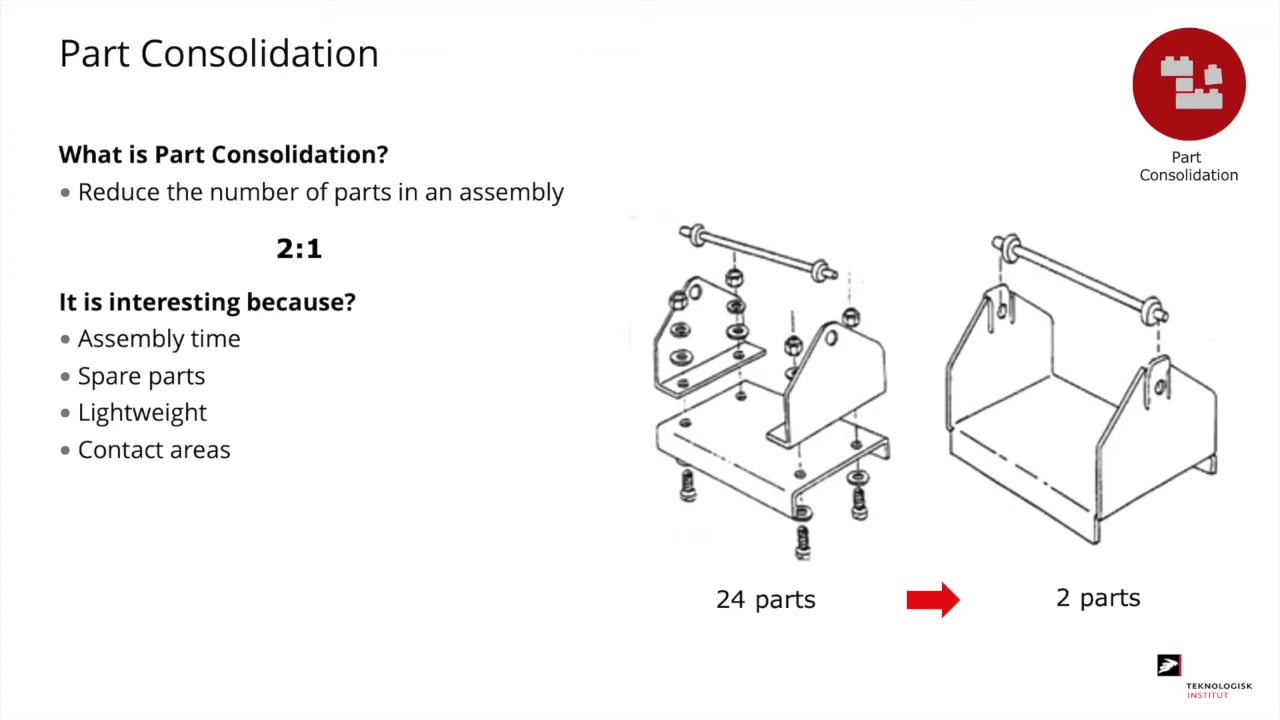 Part Consolidation
What is Part Consolidation?
• Reduce the number of parts in an assembly
2:1
It is interesting because?
• Assembly time
• Spare parts
• Lightweight
• Contact areas
Part
Consolidation
24 parts
2 parts
TEKNOLOGISK
INSTITUT